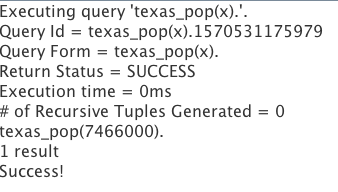 Executing query 'texas_pop(x).'.
Query Id = texas_pop(x).1570531175979
Query Form = texas_pop(x).
Return Status = SUCCESS
Execution time = 0ms
# of Recursive Tuples Generated = 0
texas_pop(7466000).
1 result
Success!